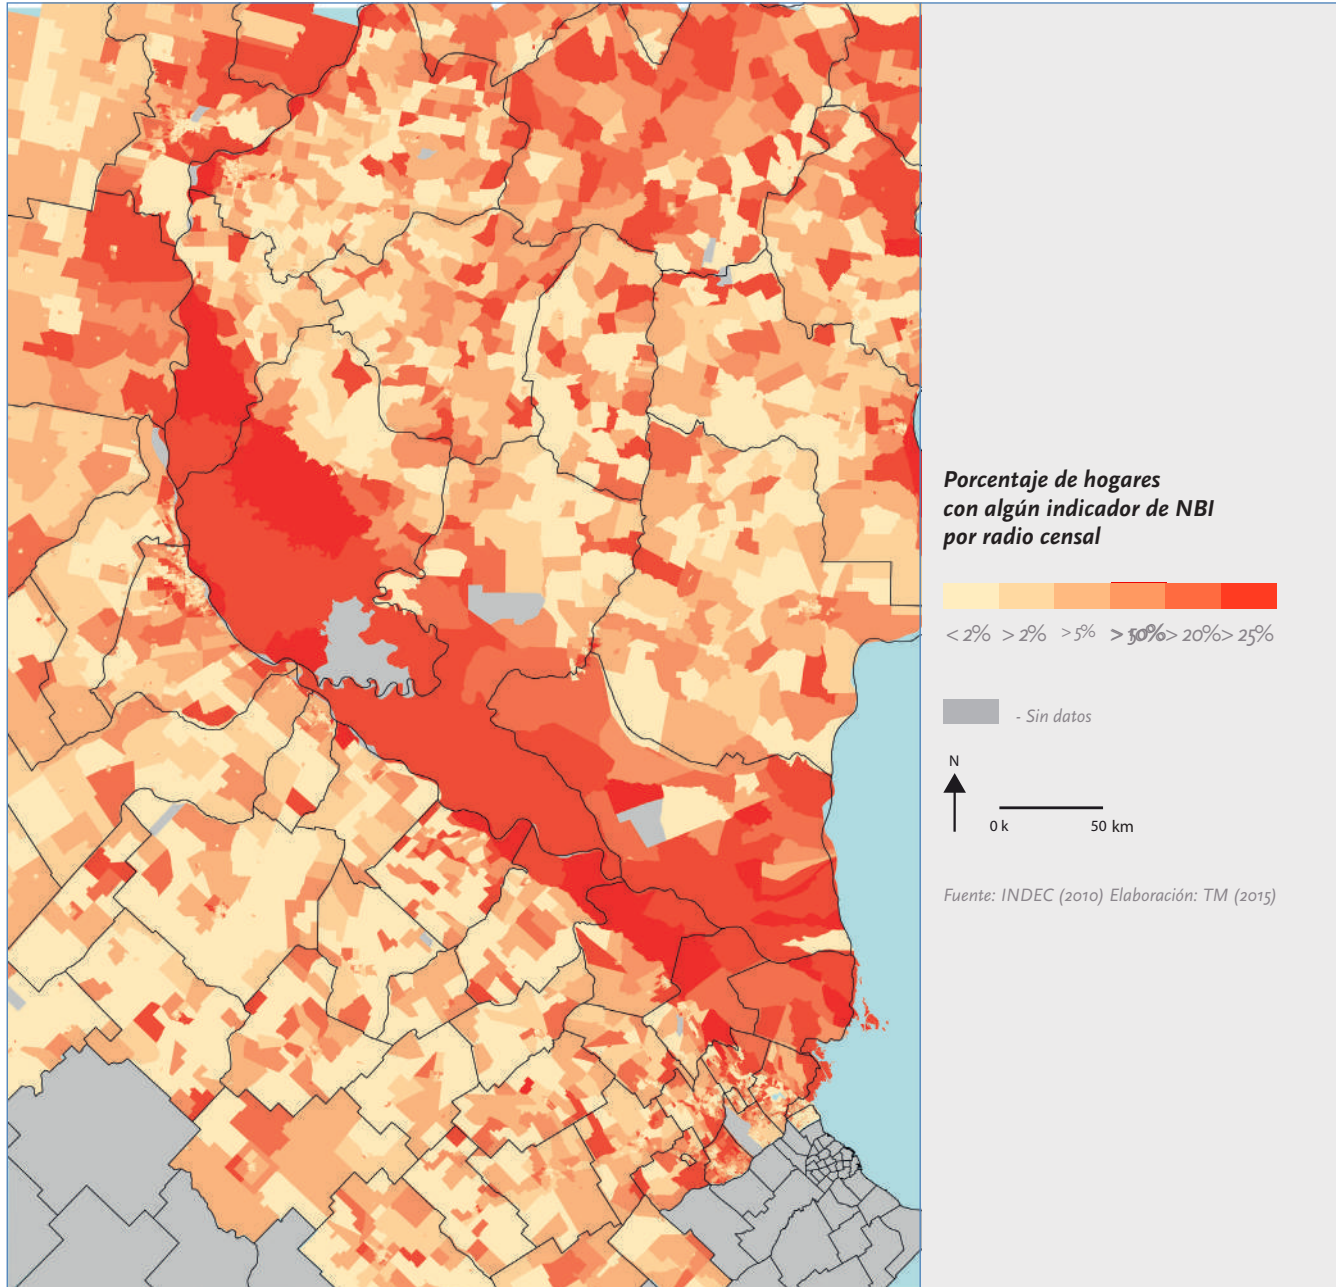 Porcentaje de hogares
con algún indicador de NBI
por radio censal
< 2% > 2% > 5% > 20% > 25%
- Sin datos
N
0 k 50 km
Fuente: INDEC (2010) Elaboración: TM (2015)